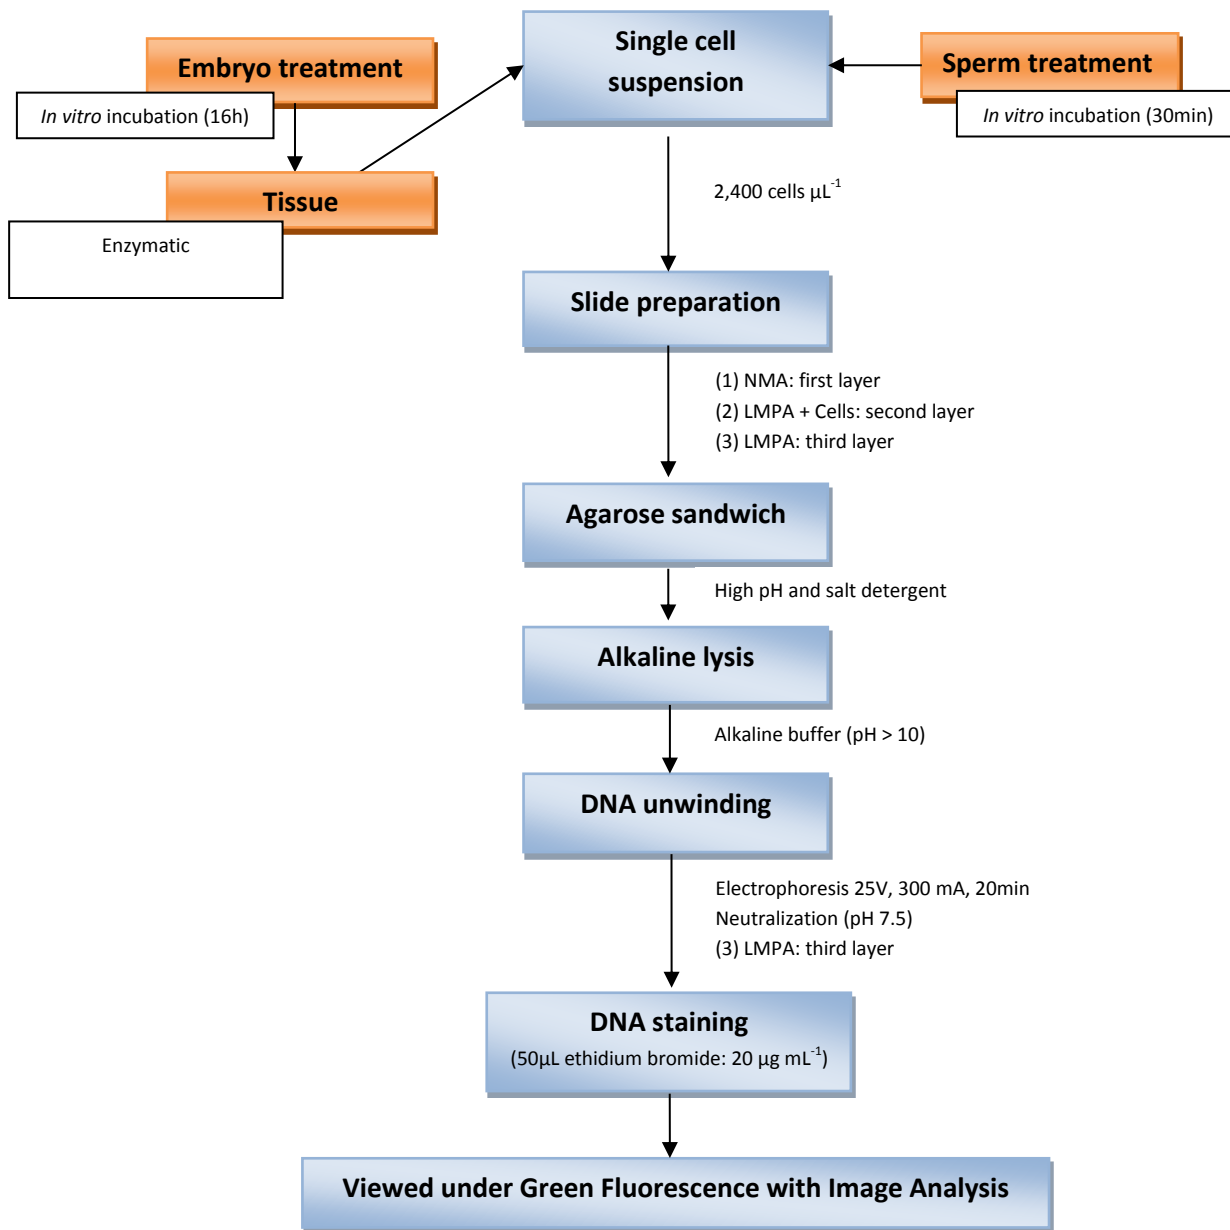 Single cell
suspension
Embryo treatment
In vitro incubation (16h)
Sperm treatment
In vitro incubation (30min)
Tissue
Enzymatic
2,400 cells µL⁻¹
Slide preparation
(1) NMA: first layer
(2) LMPA + Cells: second layer
(3) LMPA: third layer
Agarose sandwich
High pH and salt detergent
Alkaline lysis
Alkaline buffer (pH > 10)
DNA unwinding
Electrophoresis 25V, 300 mA, 20min
Neutralization (pH 7.5)
(3) LMPA: third layer
DNA staining
(50µL ethidium bromide: 20 µg mL⁻¹)
Viewed under Green Fluorescence with Image Analysis